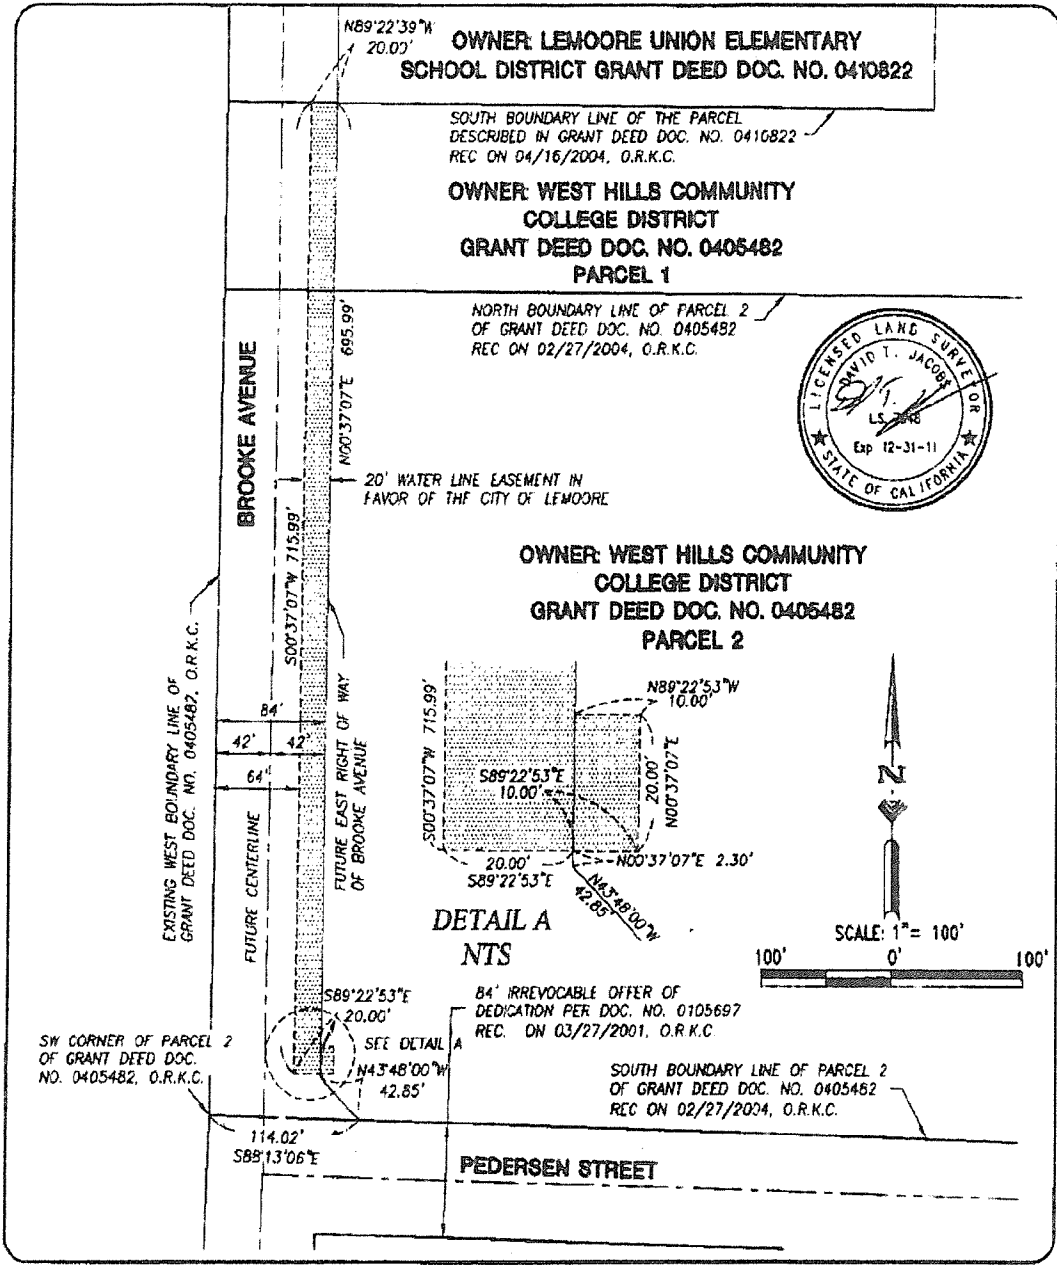 N89°22'39"W
20.00'
OWNER: LEMOORE UNION ELEMENTARY
SCHOOL DISTRICT GRANT DEED DOC. NO. 0410822
SOUTH BOUNDARY LINE OF THE PARCEL
DESCRIBED IN GRANT DEED DOC. NO. 0410822
REC ON 04/16/2004, O.R.K.C.
OWNER: WEST HILLS COMMUNITY
COLLEGE DISTRICT
GRANT DEED DOC. NO. 0405482
PARCEL 1
NORTH BOUNDARY LINE OF PARCEL 2
OF GRANT DEED DOC. NO. 0405482
REC ON 02/27/2004, O.R.K.C.
LICENSED LAND SURVEYOR
DAVID T. JACOBS
L.S.
Exp 12-31-11
STATE OF CALIFORNIA
BROOKE AVENUE
N00°37'07"E 695.99'
20' WATER LINE EASEMENT IN
FAVOR OF THE CITY OF LEMOORE
S00°37'07"W 715.99'
OWNER: WEST HILLS COMMUNITY
COLLEGE DISTRICT
GRANT DEED DOC. NO. 0405482
PARCEL 2
EXISTING WEST BOUNDARY LINE OF
GRANT DEED DOC. NO. 0405482, O.R.K.C.
84'
42'
42'
64'
FUTURE CENTERLINE
FUTURE EAST RIGHT OF WAY
OF BROOKE AVENUE
S00°37'07"W 715.99'
N89°22'53"W
10.00'
S89°22'53"E
10.00'
20.00'
N00°37'07"E
20.00'
S89°22'53"E
N00°37'07"E 2.30'
N43°48'00"W
42.85'
DETAIL A
NTS
N
SCALE: 1" = 100'
100'
0'
100'
S89°22'53"E
20.00'
SEE DETAIL A
N43°48'00"W
42.85'
84' IRREVOCABLE OFFER OF
DEDICATION PER DOC. NO. 0105697
REC. ON 03/27/2001, O.R.K.C.
SW CORNER OF PARCEL 2
OF GRANT DEED DOC.
NO. 0405482, O.R.K.C.
SOUTH BOUNDARY LINE OF PARCEL 2
OF GRANT DEED DOC. NO. 0405482
REC ON 02/27/2004, O.R.K.C.
114.02'
S88°13'06"E
PEDERSEN STREET